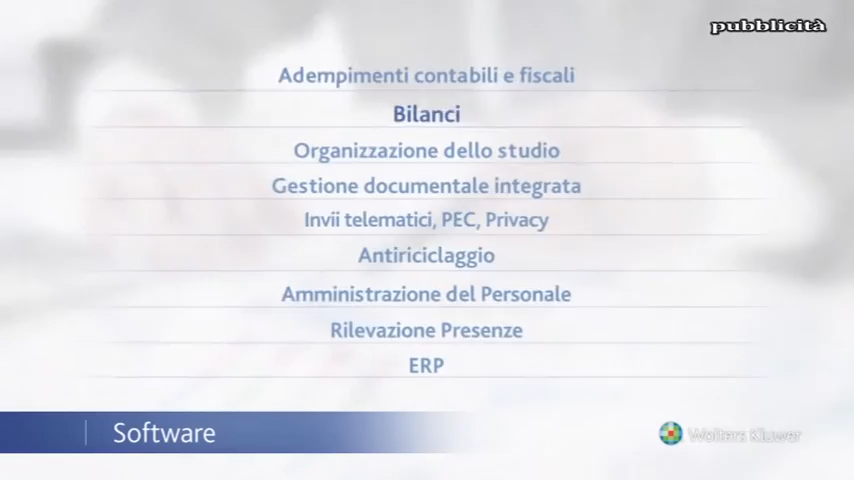 pubblicità
Adempimenti contabili e fiscali
Bilanci
Organizzazione dello studio
Gestione documentale integrata
Invii telematici, PEC, Privacy
Antiriciclaggio
Amministrazione del Personale
Rilevazione Presenze
ERP
Software
Wolters Kluwer